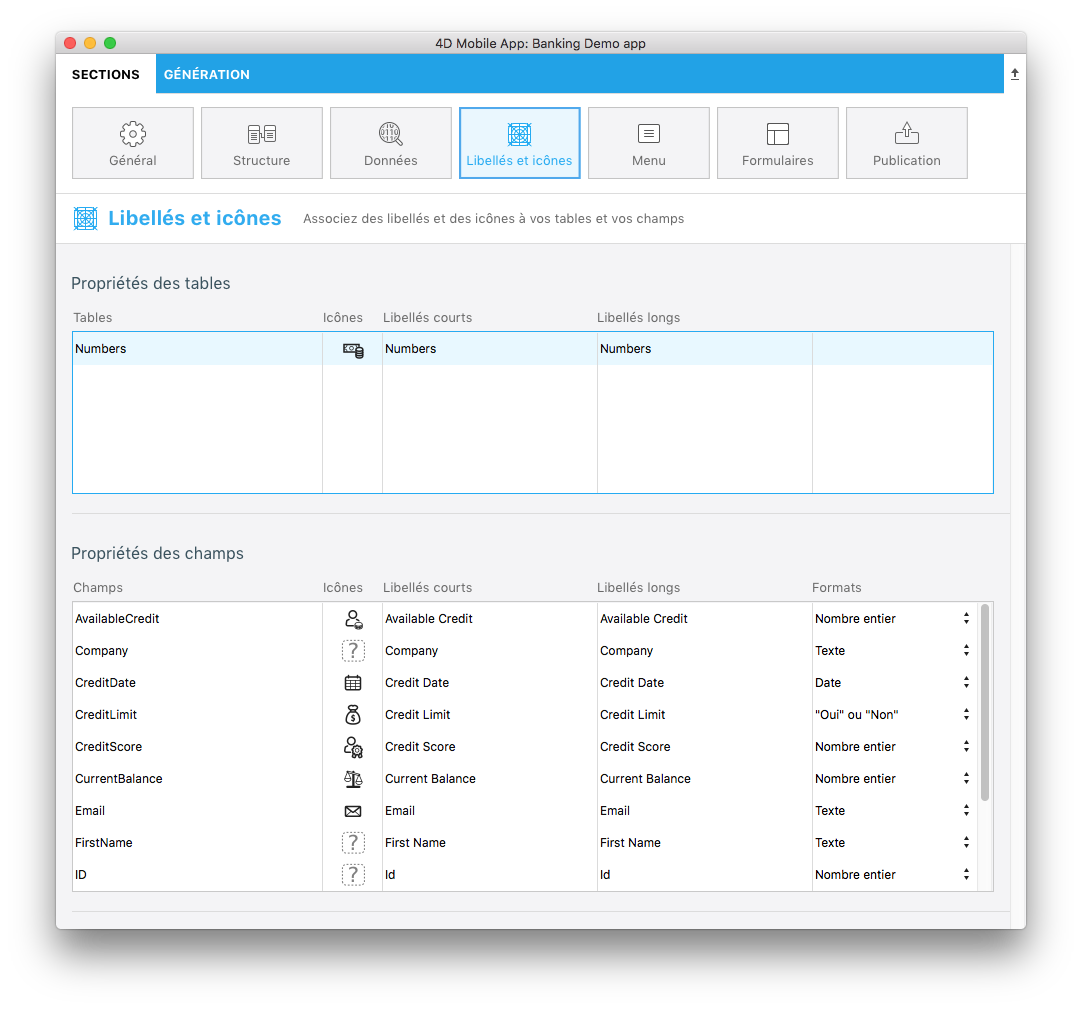 4D Mobile App: Banking Demo app
SECTIONS GÉNÉRATION
Général Structure Données Libellés et icônes Menu Formulaires Publication
Libellés et icônes Associez des libellés et des icônes à vos tables et vos champs
Propriétés des tables
Tables Icônes Libellés courts Libellés longs
Numbers Numbers Numbers
Propriétés des champs
Champs Icônes Libellés courts Libellés longs Formats
AvailableCredit Available Credit Available Credit Nombre entier
Company ? Company Company Texte
CreditDate Credit Date Credit Date Date
CreditLimit Credit Limit Credit Limit "Oui" ou "Non"
CreditScore Credit Score Credit Score Nombre entier
CurrentBalance Current Balance Current Balance Nombre entier
Email Email Email Texte
FirstName ? First Name First Name Texte
ID ? Id Id Nombre entier